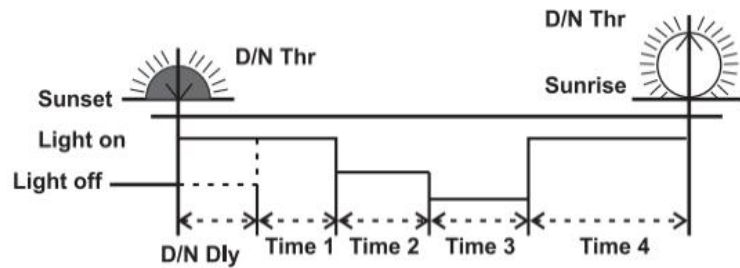 D/N Thr
D/N Thr
Sunset
Sunrise
Light on
Light off
D/N Dly
Time 1
Time 2
Time 3
Time 4